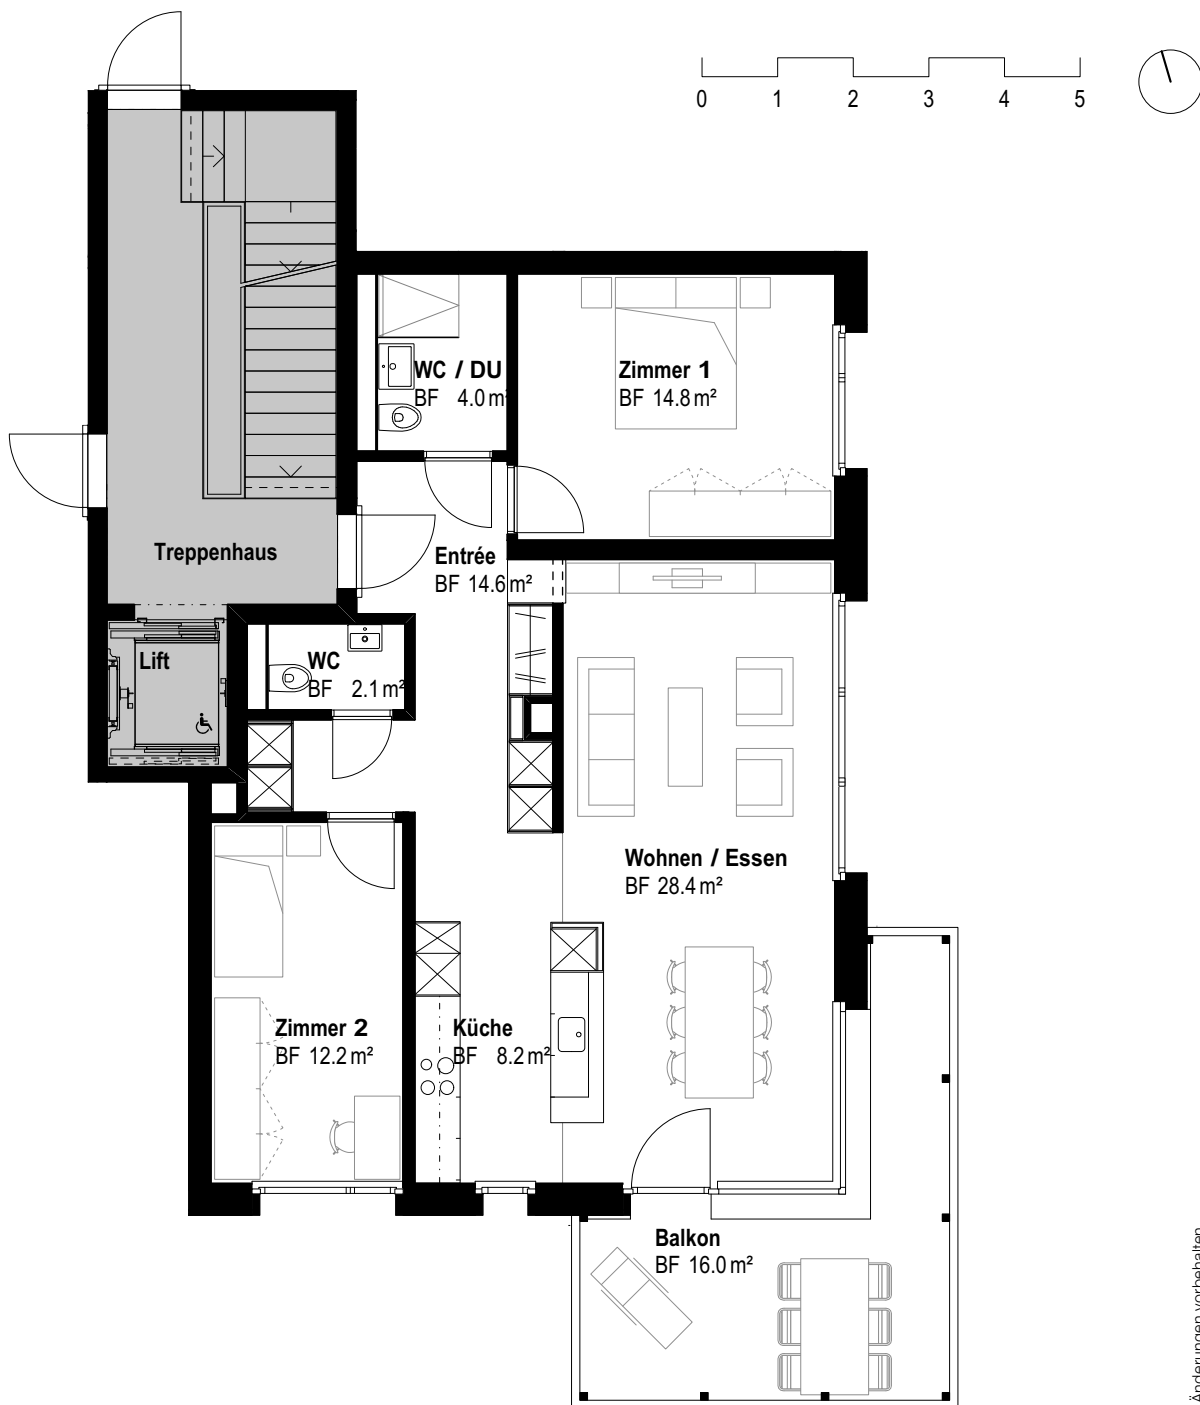 0 1 2 3 4 5
WC / DU
BF 4.0 m²
Zimmer 1
BF 14.8 m²
Treppenhaus
Entrée
BF 14.6 m²
Lift
WC
BF 2.1 m²
Wohnen / Essen
BF 28.4 m²
Zimmer 2
BF 12.2 m²
Küche
BF 8.2 m²
Balkon
BF 16.0 m²
Änderungen vorbehalten